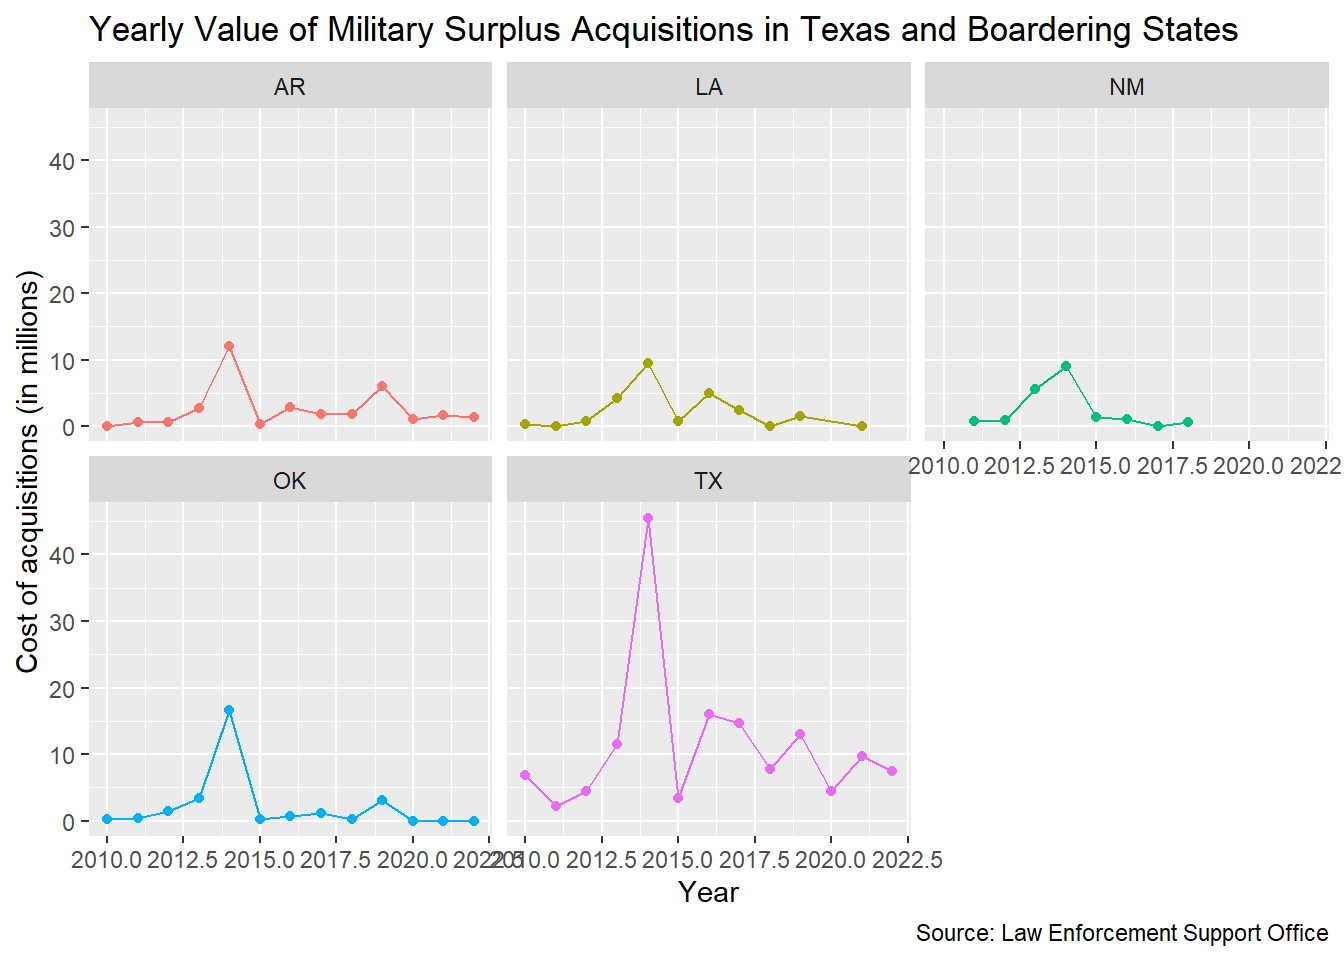 Yearly Value of Military Surplus Acquisitions in Texas and Boardering States
AR
LA
NM
40
30
20
10
0
2010.0 2012.5 2015.0 2017.5 2020.0 2022
OK
TX
40
30
20
10
0
2010.0 2012.5 2015.0 2017.5 2020.0 2022.5
2010.0 2012.5 2015.0 2017.5 2020.0 2022.5
Cost of acquisitions (in millions)
Year
Source: Law Enforcement Support Office